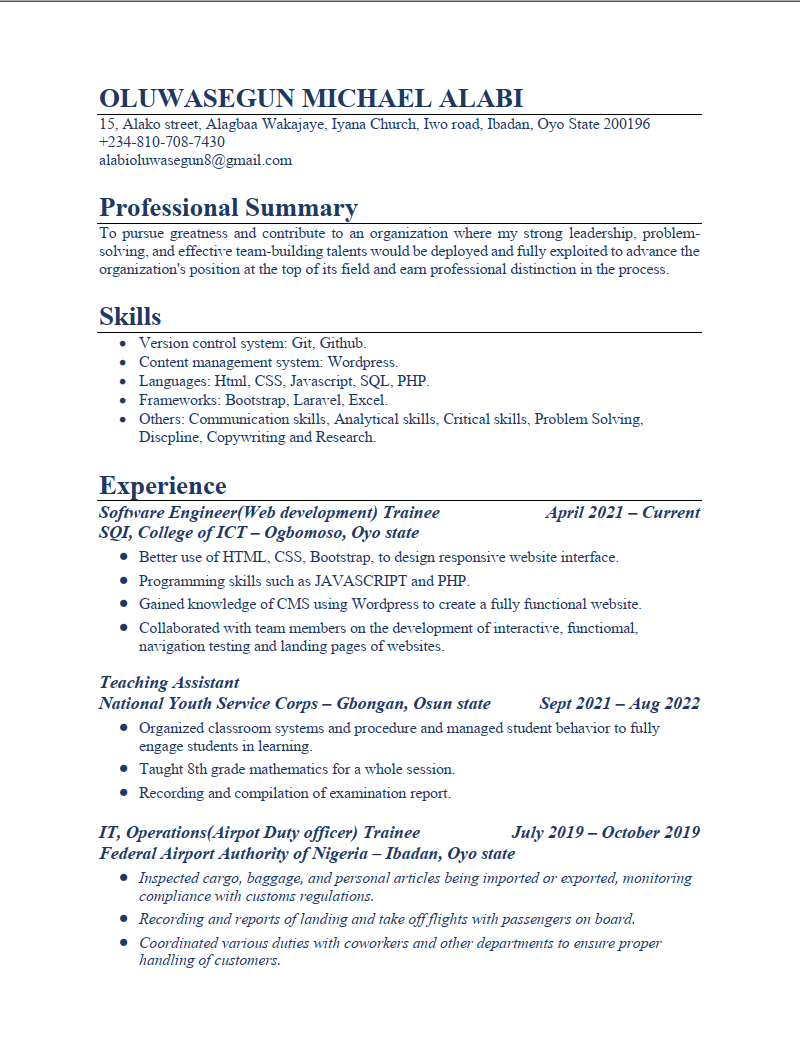 OLUWASEGUN MICHAEL ALABI
15, Alako street, Alagbaa Wakajaye, Iyana Church, Iwo road, Ibadan, Oyo State 200196
+234-810-708-7430
alabioluwasegun8@gmail.com
Professional Summary
To pursue greatness and contribute to an organization where my strong leadership, problem-
solving, and effective team-building talents would be deployed and fully exploited to advance the
organization's position at the top of its field and earn professional distinction in the process.
Skills
• Version control system: Git, Github.
• Content management system: Wordpress.
• Languages: Html, CSS, Javascript, SQL, PHP.
• Frameworks: Bootstrap, Laravel, Excel.
• Others: Communication skills, Analytical skills, Critical skills, Problem Solving,
Discpline, Copywriting and Research.
Experience
Software Engineer(Web development) Trainee April 2021 – Current
SQI, College of ICT – Ogbomoso, Oyo state
• Better use of HTML, CSS, Bootstrap, to design responsive website interface.
• Programming skills such as JAVASCRIPT and PHP.
• Gained knowledge of CMS using Wordpress to create a fully functional website.
• Collaborated with team members on the development of interactive, functiomal,
navigation testing and landing pages of websites.
Teaching Assistant
National Youth Service Corps – Gbongan, Osun state Sept 2021 – Aug 2022
• Organized classroom systems and procedure and managed student behavior to fully
engage students in learning.
• Taught 8th grade mathematics for a whole session.
• Recording and compilation of examination report.
IT, Operations(Airpot Duty officer) Trainee July 2019 – October 2019
Federal Airport Authority of Nigeria – Ibadan, Oyo state
• Inspected cargo, baggage, and personal articles being imported or exported, monitoring
compliance with customs regulations.
• Recording and reports of landing and take off flights with passengers on board.
• Coordinated various duties with coworkers and other departments to ensure proper
handling of customers.